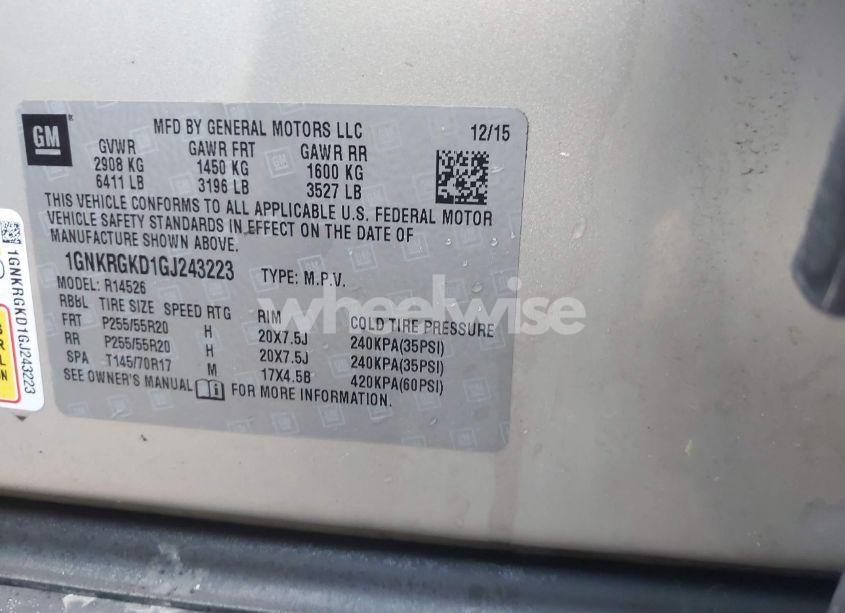 GM
MFD BY GENERAL MOTORS LLC 12/15
GVWR GAWR FRT GAWR RR
2908 KG 1450 KG 1600 KG
6411 LB 3196 LB 3527 LB
THIS VEHICLE CONFORMS TO ALL APPLICABLE U.S. FEDERAL MOTOR
VEHICLE SAFETY STANDARDS IN EFFECT ON THE DATE OF
MANUFACTURE SHOWN ABOVE.
1GNKRGKD1GJ243223 TYPE: M.P.V.
MODEL: R14526
RBBL TIRE SIZE SPEED RTG RIM COLD TIRE PRESSURE
FRT P255/55R20 H 20X7.5J 240KPA(35PSI)
RR P255/55R20 H 20X7.5J 240KPA(35PSI)
SPA T145/70R17 M 17X4.5B 420KPA(60PSI)
SEE OWNER'S MANUAL FOR MORE INFORMATION
wheelwise
1GNKRGKD1GJ243223